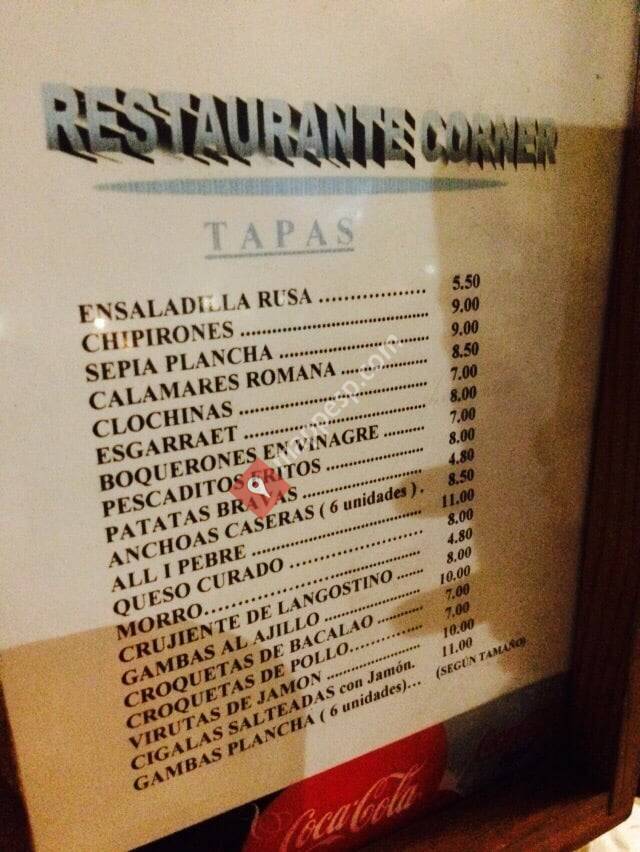 RESTAURANTE CORNER
TAPAS
ENSALADILLA RUSA .................. 5.50
CHIPIRONES ................................ 9.00
SEPIA PLANCHA ......................... 9.00
CALAMARES ROMANA ............... 8.50
CLOCHINAS ................................ 7.00
ESGARRAET ............................... 8.00
BOQUERONES EN VINAGRE ......... 7.00
PESCADITOS FRITOS .................. 8.00
PATATAS BRAVAS ...................... 4.80
ANCHOAS CASERAS ( 6 unidades ) . 8.50
ALL I PEBRE ............................... 11.00
QUESO CURADO ........................ 8.00
MORRO....................................... 4.80
CRUJIENTE DE LANGOSTINO ...... 8.00
GAMBAS AL AJILLO .................... 10.00
CROQUETAS DE BACALAO .......... 7.00
CROQUETAS DE POLLO............... 7.00
VIRUTAS DE JAMON ................... 10.00
CIGALAS SALTEADAS con Jamón. 11.00
GAMBAS PLANCHA ( 6 unidades)... (SEGÚN TAMAÑO)
Coca-Cola